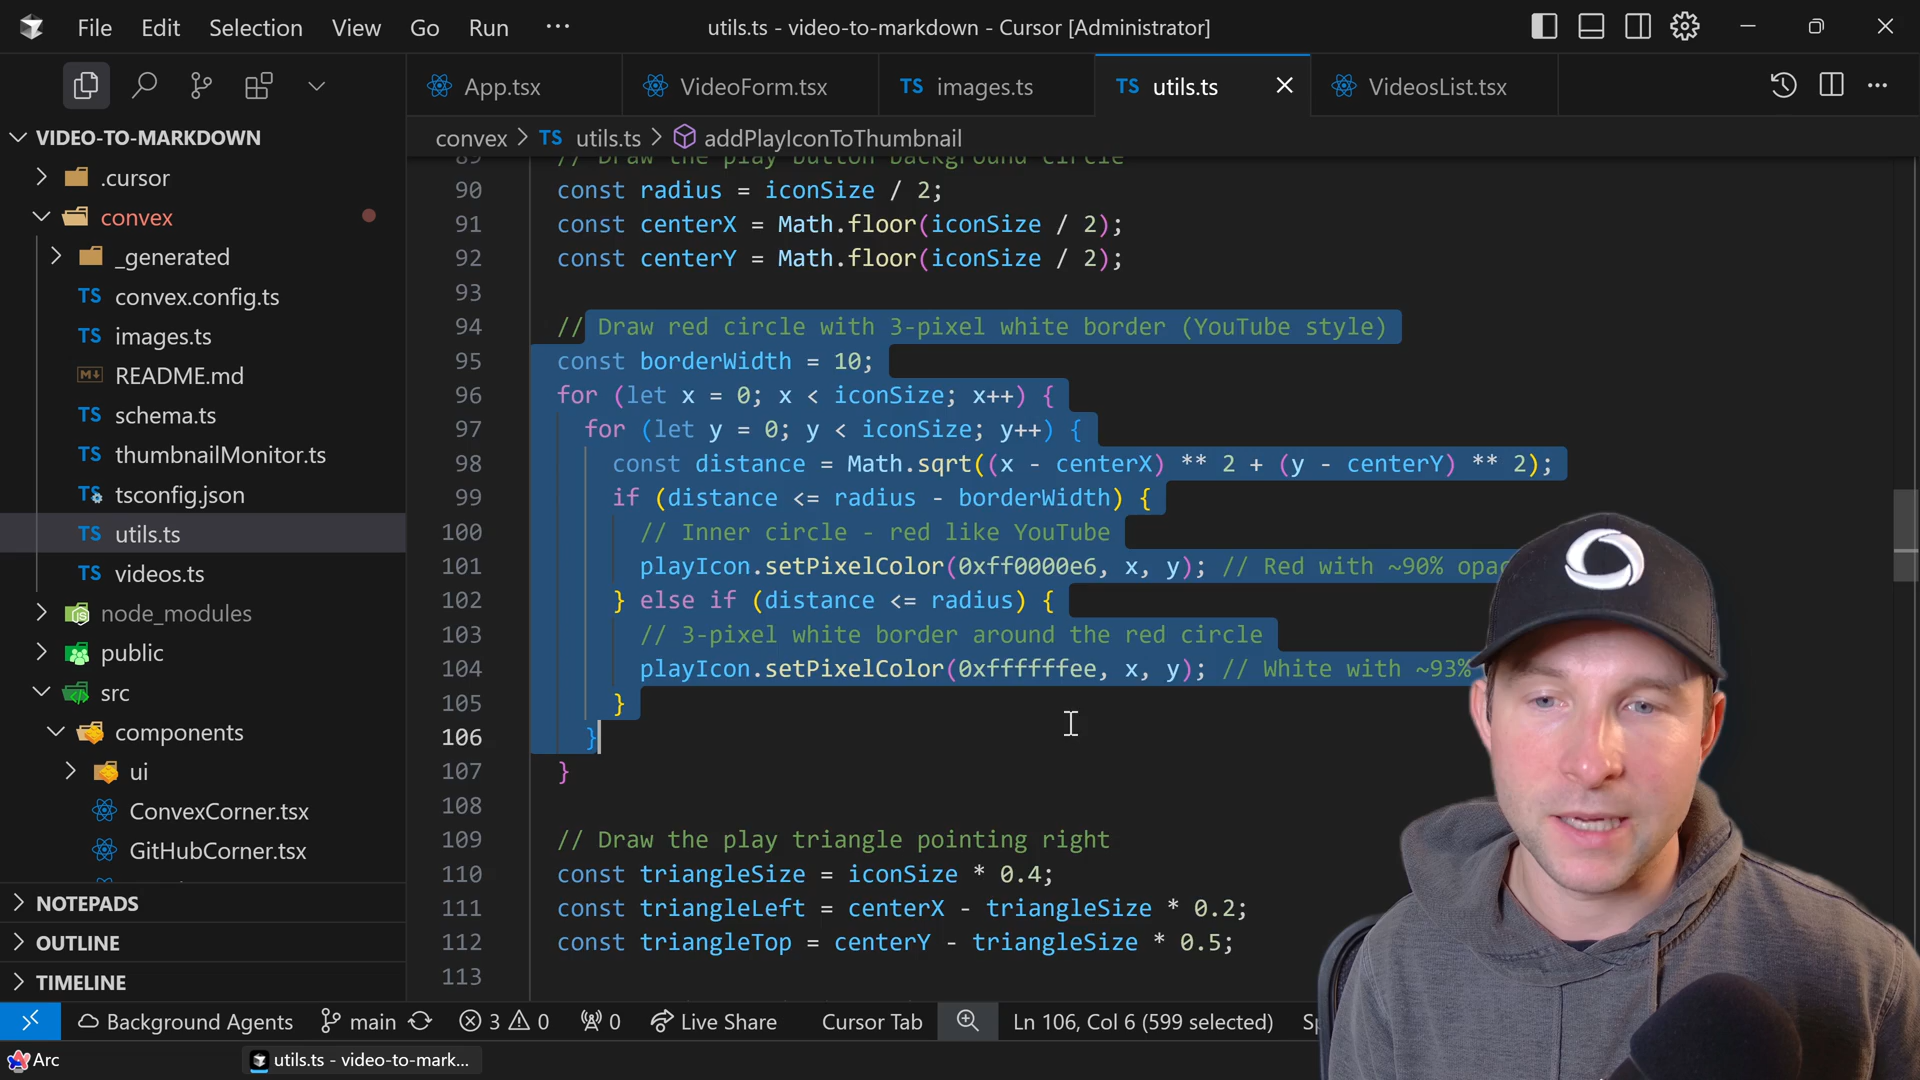 File Edit Selection View Go Run ···
utils.ts - video-to-markdown - Cursor [Administrator]
App.tsx
VideoForm.tsx
TS images.ts
TS utils.ts
VideosList.tsx
convex > TS utils.ts > addPlayIconToThumbnail
VIDEO-TO-MARKDOWN
.cursor
convex
_generated
TS convex.config.ts
TS images.ts
README.md
TS schema.ts
TS thumbnailMonitor.ts
TS tsconfig.json
TS utils.ts
TS videos.ts
node_modules
public
src
components
ui
ConvexCorner.tsx
GitHubCorner.tsx
NOTEPADS
OUTLINE
TIMELINE
89 // Draw the play button background circle
90 const radius = iconSize / 2;
91 const centerX = Math.floor(iconSize / 2);
92 const centerY = Math.floor(iconSize / 2);
93
94 // Draw red circle with 3-pixel white border (YouTube style)
95 const borderWidth = 10;
96 for (let x = 0; x < iconSize; x++) {
97 for (let y = 0; y < iconSize; y++) {
98 const distance = Math.sqrt((x - centerX) ** 2 + (y - centerY) ** 2);
99 if (distance <= radius - borderWidth) {
100 // Inner circle - red like YouTube
101 playIcon.setPixelColor(0xff0000e6, x, y); // Red with ~90% opac
102 } else if (distance <= radius) {
103 // 3-pixel white border around the red circle
104 playIcon.setPixelColor(0xffffffee, x, y); // White with ~93%
105 }
106 }
107 }
108
109 // Draw the play triangle pointing right
110 const triangleSize = iconSize * 0.4;
111 const triangleLeft = centerX - triangleSize * 0.2;
112 const triangleTop = centerY - triangleSize * 0.5;
113
Background Agents main 3 0 0 Live Share Cursor Tab Ln 106, Col 6 (599 selected) Sp
Arc utils.ts - video-to-mark...